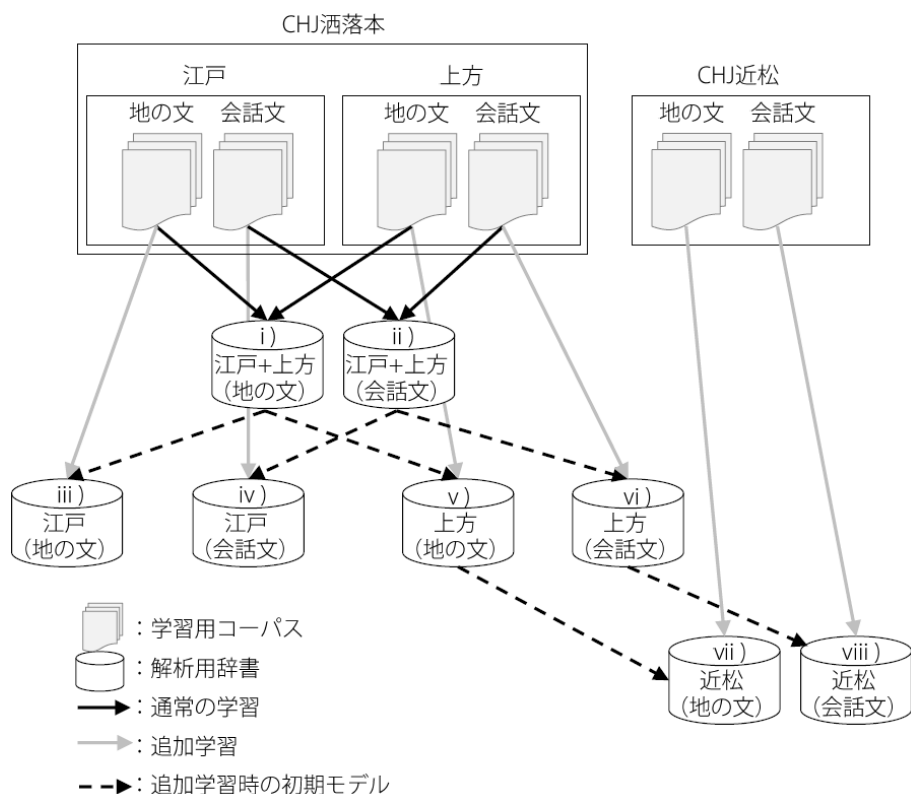 CHJ洒落本
江戸
上方
CHJ近松
地の文
会話文
地の文
会話文
地の文
会話文
i）
江戸+上方
（地の文）
ii）
江戸+上方
（会話文）
iii）
江戸
（地の文）
iv）
江戸
（会話文）
v）
上方
（地の文）
vi）
上方
（会話文）
vii）
近松
（地の文）
viii）
近松
（会話文）
：学習用コーパス
：解析用辞書
：通常の学習
：追加学習
：追加学習時の初期モデル